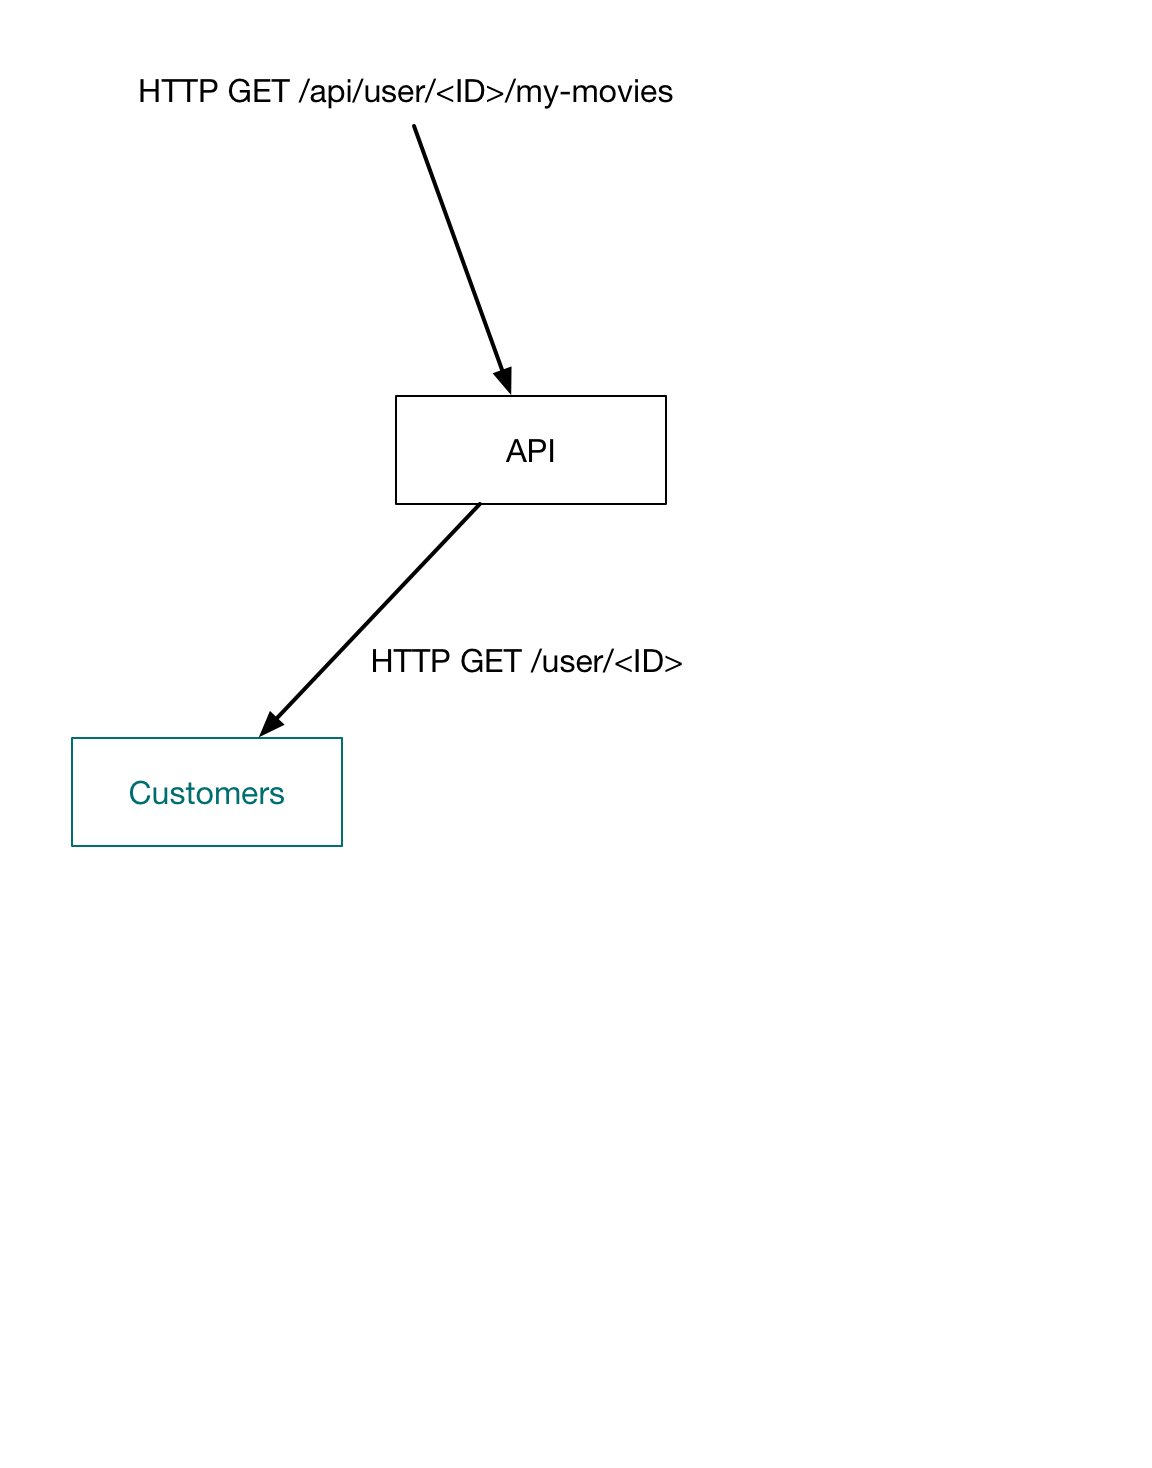 HTTP GET /api/user/<ID>/my-movies
API
HTTP GET /user/<ID>
Customers